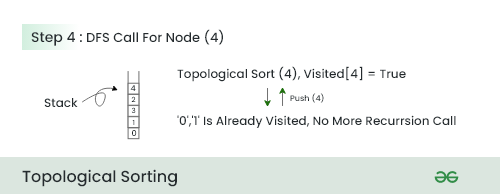 Step 4 : DFS Call For Node (4)
Topological Sort (4), Visited[4] = True
Push (4)
'0','1' Is Already Visited, No More Recurrsion Call
Stack
4
2
3
1
0
Topological Sorting